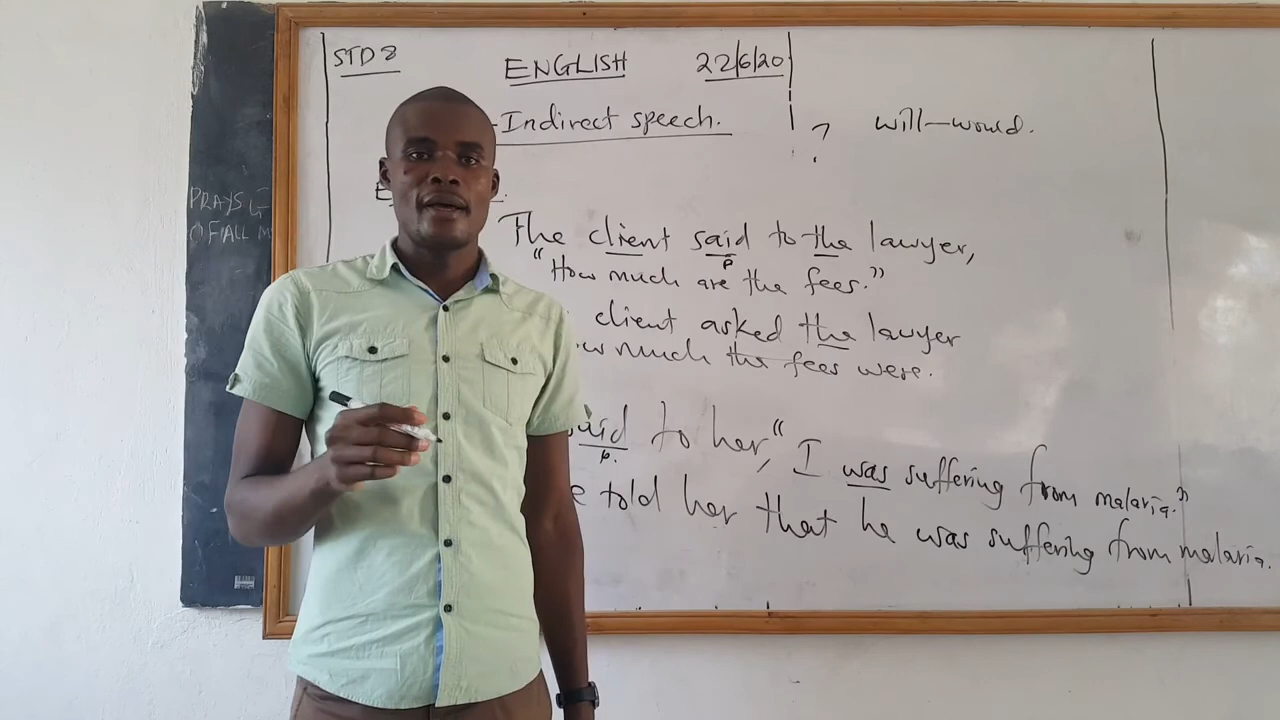 STD 8
ENGLISH
22/6/20
-Indirect speech.
?
will-would.
The client said to the lawyer,
P
"How much are the fees."
client asked the lawyer
much the fees were.
said to her, "I was suffering from malaria."
P.
told her that he was suffering from malaria.
PRAYS
OF ALL